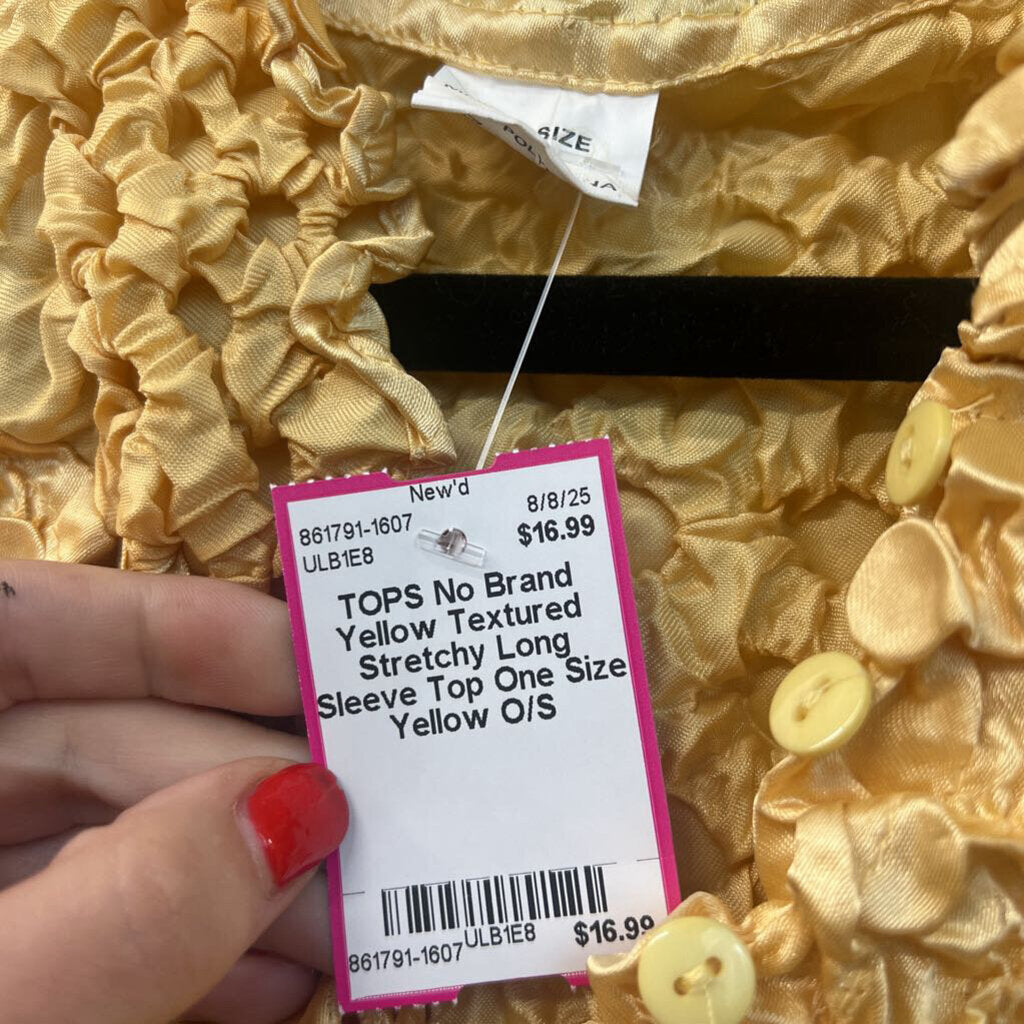 SIZE
POLY
New'd
861791-1607
8/8/25
ULB1E8
$16.99
TOPS No Brand
Yellow Textured
Stretchy Long
Sleeve Top One Size
Yellow O/S
861791-1607
ULB1E8
$16.99